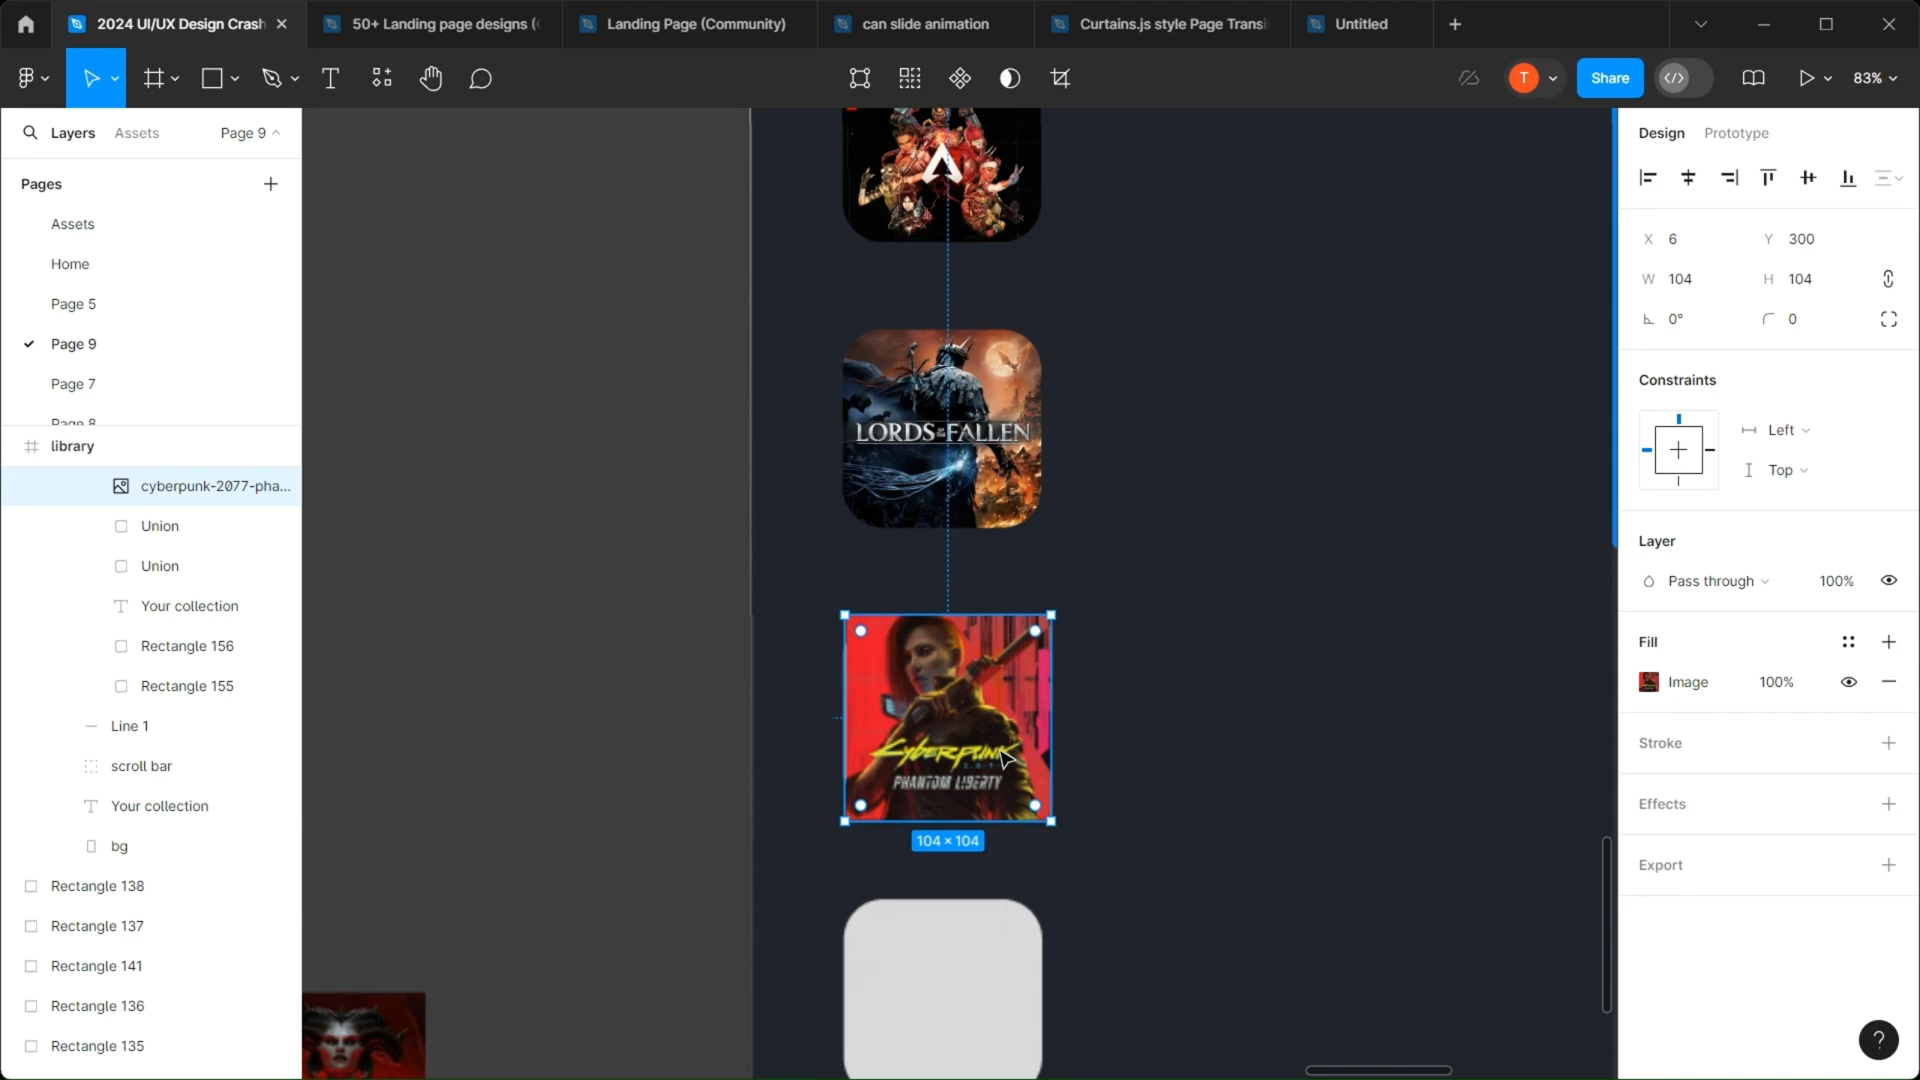 2024 UI/UX Design Crash
50+ Landing page designs (
Landing Page (Community)
can slide animation
Curtains.js style Page Transi
Untitled
T
Share
83%
Layers
Assets
Page 9
Pages
Assets
Home
Page 5
Page 9
Page 7
Page 8
library
cyberpunk-2077-pha...
Union
Union
Your collection
Rectangle 156
Rectangle 155
Line 1
scroll bar
Your collection
bg
Rectangle 138
Rectangle 137
Rectangle 141
Rectangle 136
Rectangle 135
LORDS OF THE FALLEN
Cyberpunk
PHANTOM LIBERTY
104 × 104
Design
Prototype
X 6
Y 300
W 104
H 104
0°
0
Constraints
Left
Top
Layer
Pass through
100%
Fill
Image
100%
Stroke
Effects
Export
?